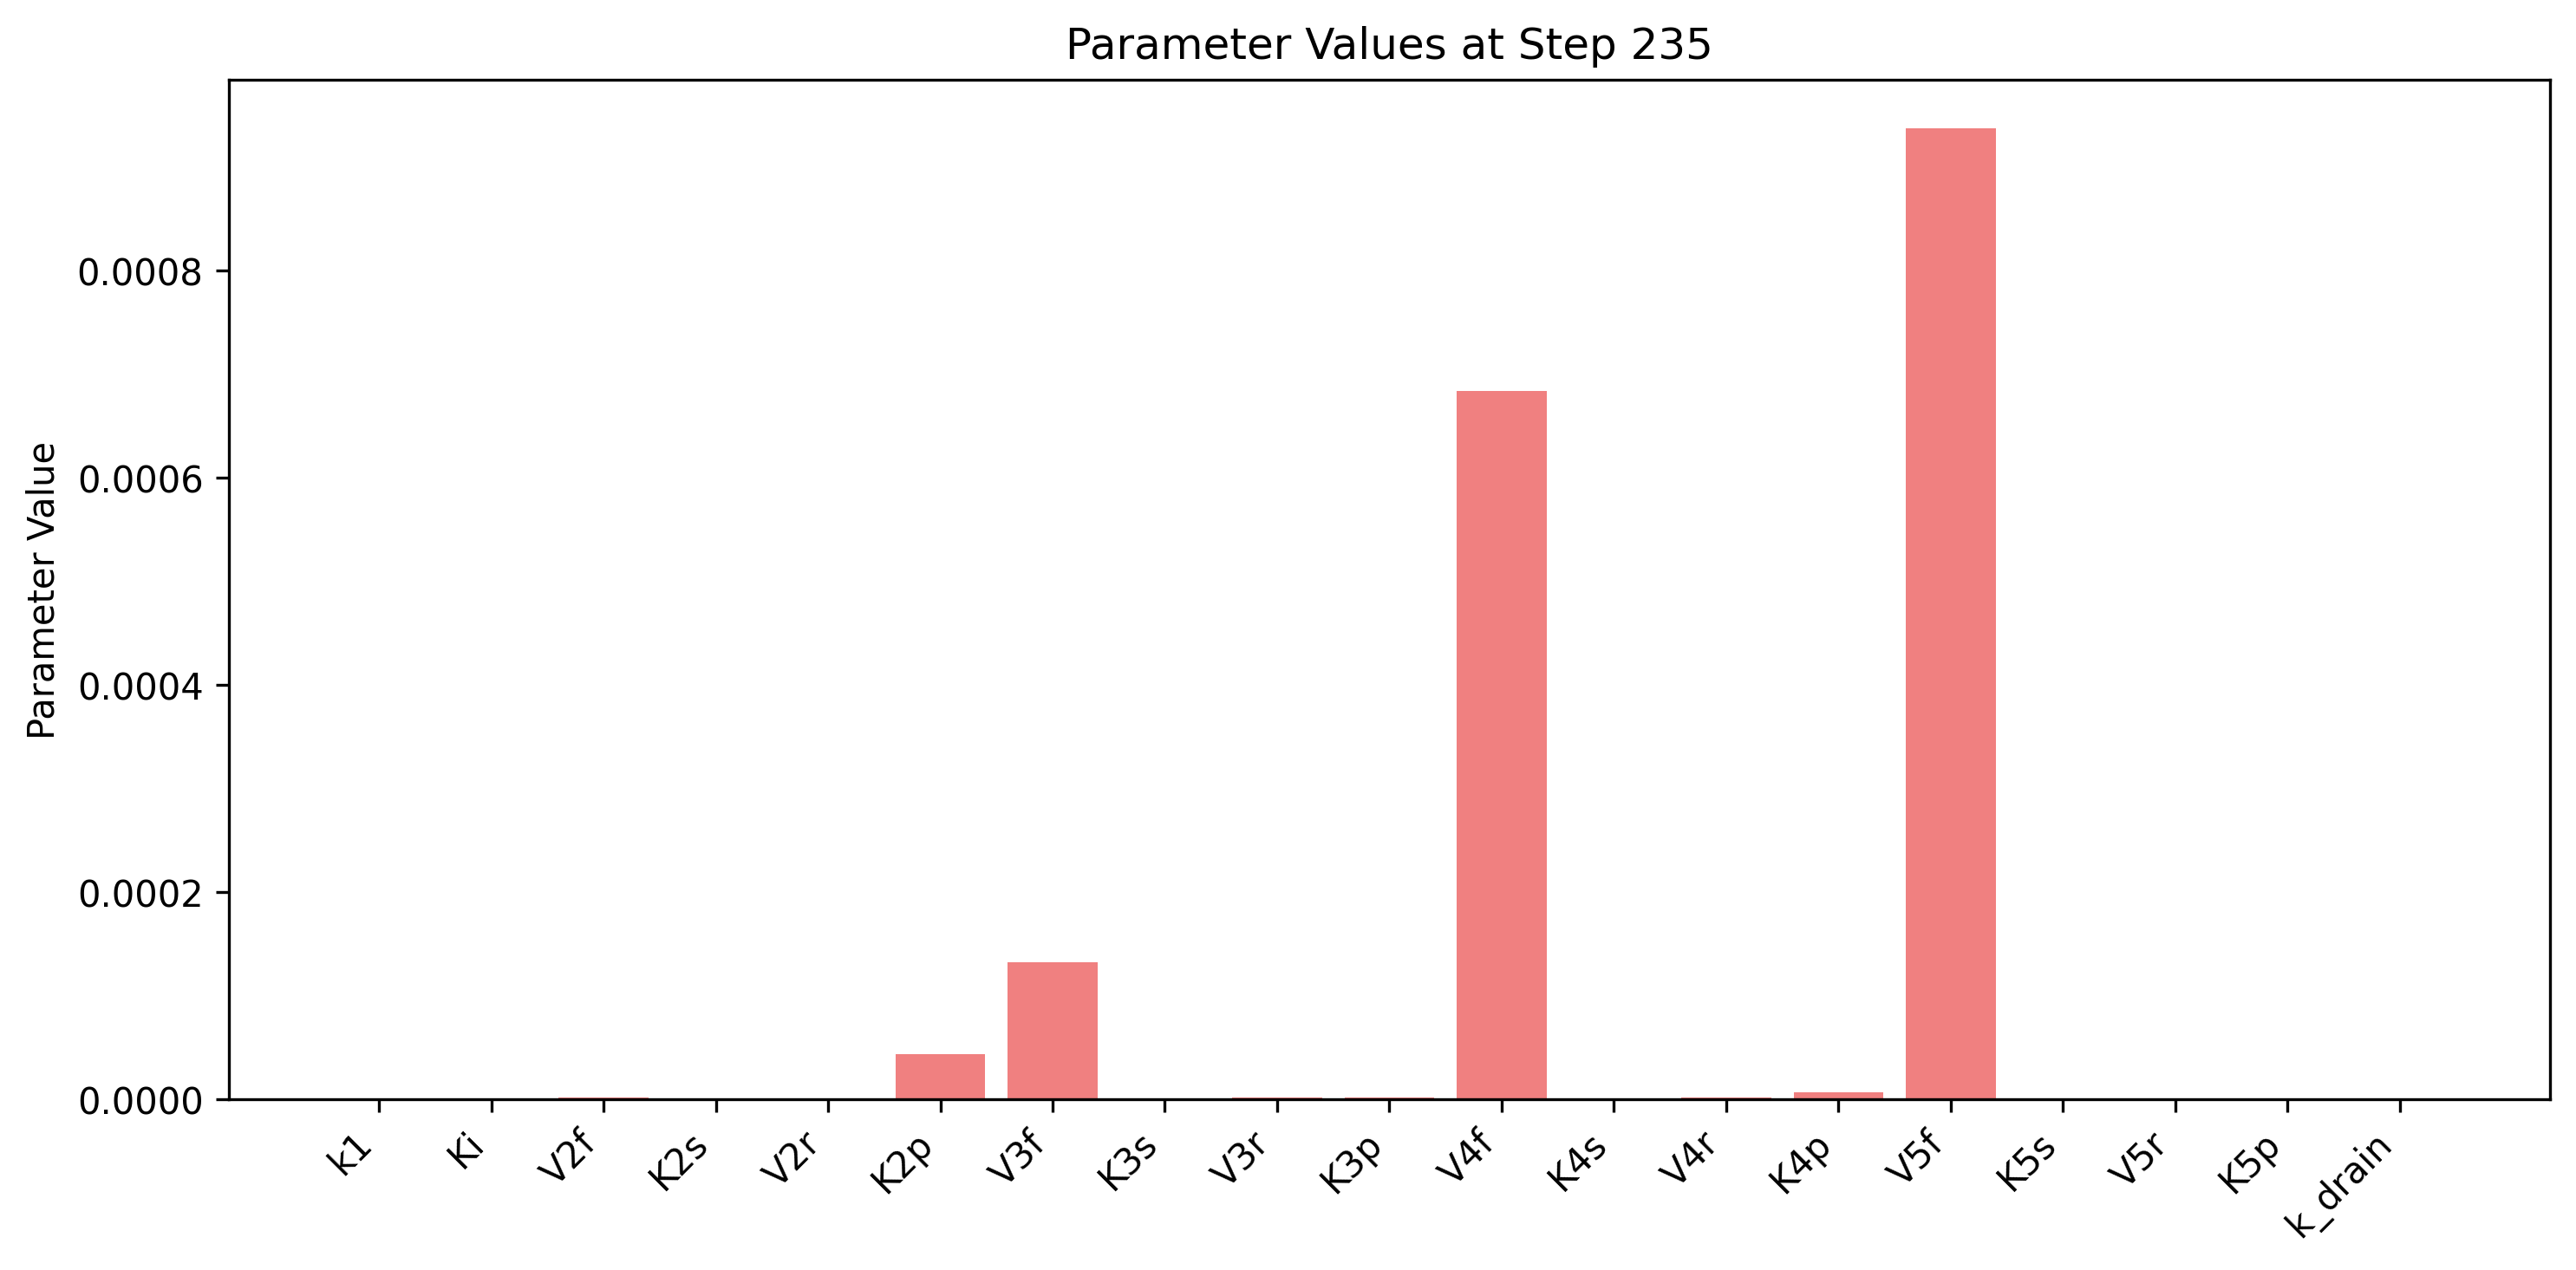 Parameter Values at Step 235
Parameter Value
0.0008
0.0006
0.0004
0.0002
0.0000
k1
Ki
V2f
K2s
V2r
K2p
V3f
K3s
V3r
K3p
V4f
K4s
V4r
K4p
V5f
K5s
V5r
K5p
k_drain